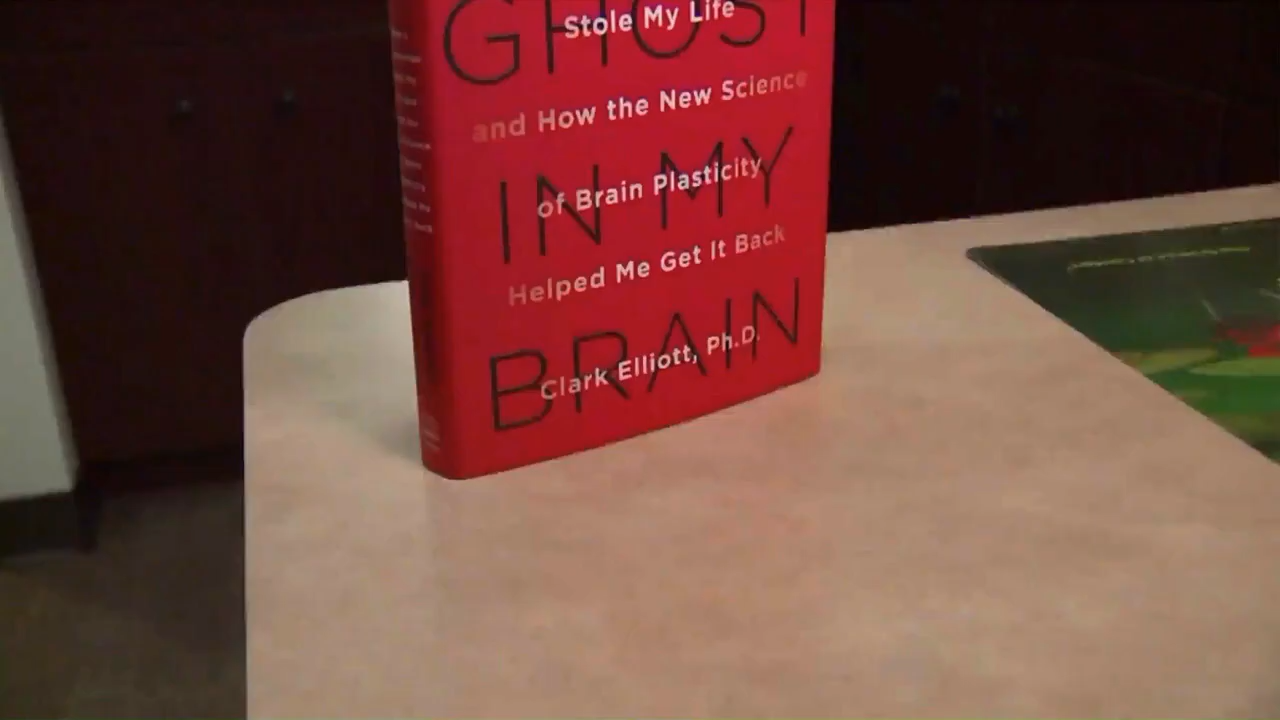 GHOST
Stole My Life
and How the New Science
IN MY
of Brain Plasticity
Helped Me Get It Back
BRAIN
Clark Elliott, Ph.D.